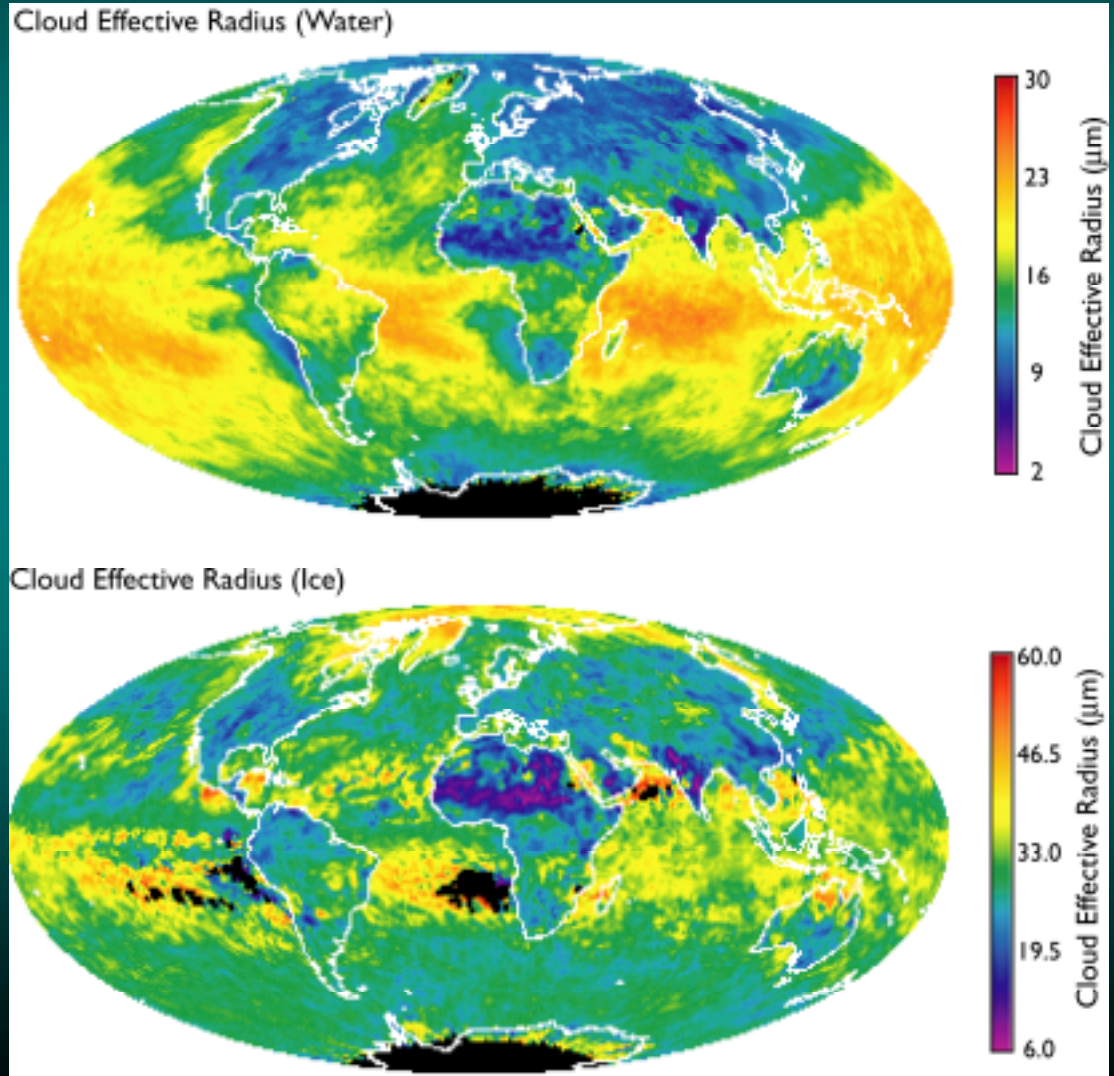 Cloud Effective Radius (Water)
30
23
16
9
2
Cloud Effective Radius (µm)
Cloud Effective Radius (Ice)
60.0
46.5
33.0
19.5
6.0
Cloud Effective Radius (µm)